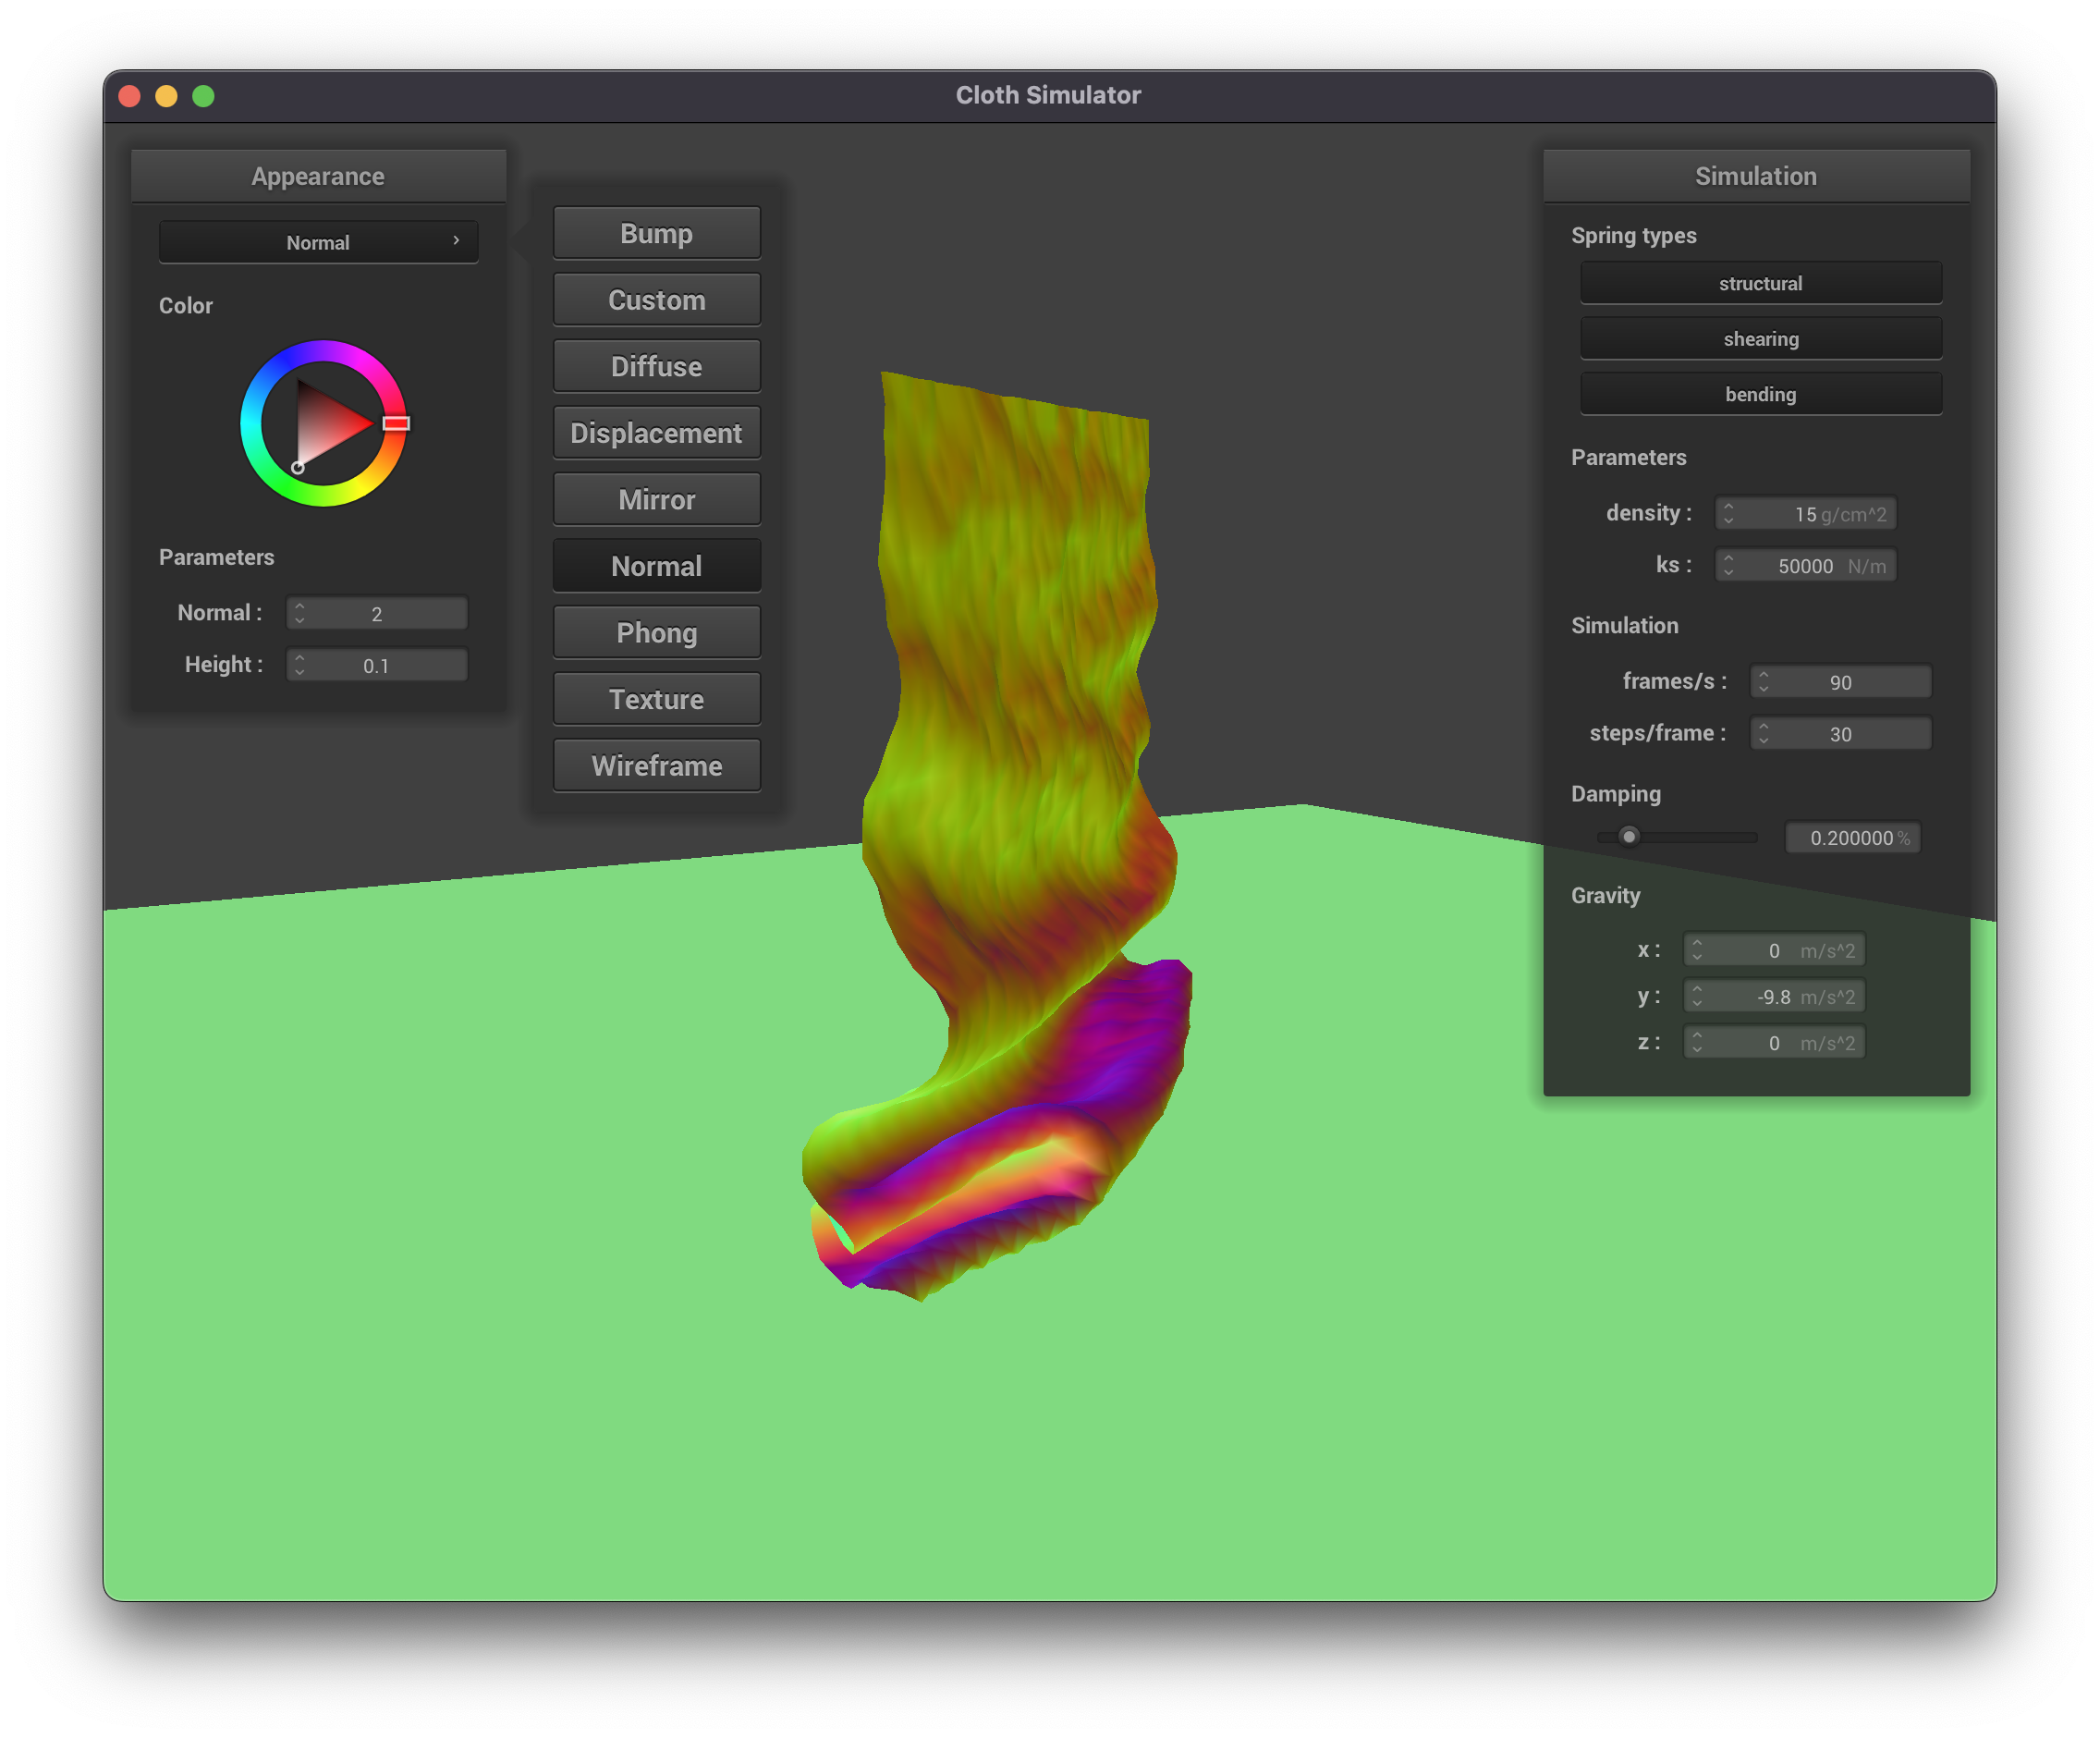 Cloth Simulator
Appearance
Normal
Color
Parameters
Normal : 2
Height : 0.1
Bump
Custom
Diffuse
Displacement
Mirror
Normal
Phong
Texture
Wireframe
Simulation
Spring types
structural
shearing
bending
Parameters
density : 15 g/cm^2
ks : 50000 N/m
Simulation
frames/s : 90
steps/frame : 30
Damping
0.200000 %
Gravity
x : 0 m/s^2
y : -9.8 m/s^2
z : 0 m/s^2